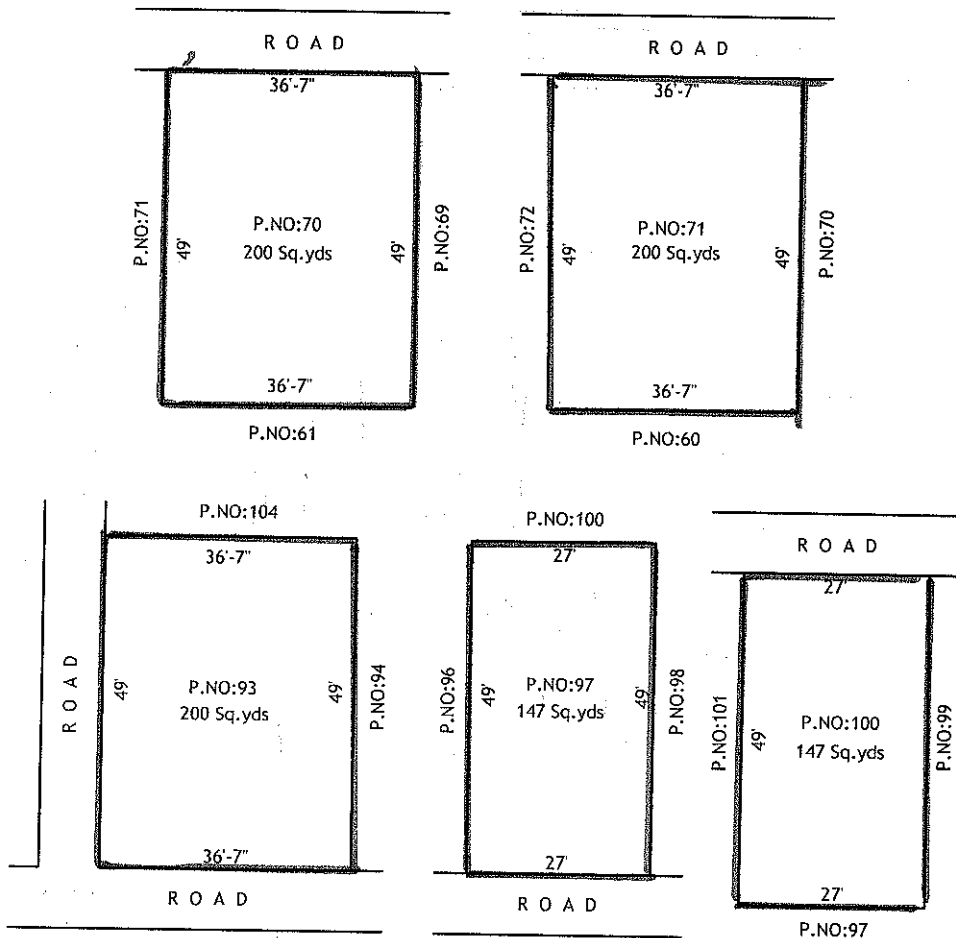 ROAD
36'-7"
P.NO:71
49'
P.NO:70
200 Sq.yds
49'
P.NO:69
36'-7"
P.NO:61
ROAD
36'-7"
P.NO:72
49'
P.NO:71
200 Sq.yds
49'
P.NO:70
36'-7"
P.NO:60
P.NO:104
36'-7"
ROAD
49'
P.NO:93
200 Sq.yds
49'
P.NO:94
36'-7"
ROAD
P.NO:100
27'
P.NO:96
49'
P.NO:97
147 Sq.yds
49'
P.NO:98
27'
ROAD
ROAD
27'
P.NO:101
49'
P.NO:100
147 Sq.yds
P.NO:99
27'
P.NO:97